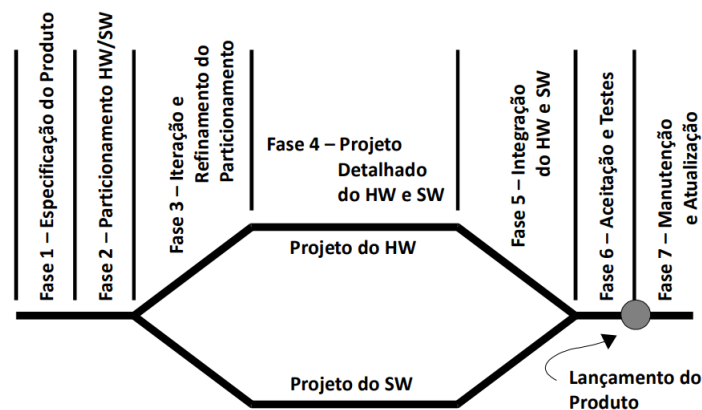 Fase 1 – Especificação do Produto
Fase 2 – Particionamento HW/SW
Fase 3 – Iteração e
Refinamento do
Particionamento
Fase 4 – Projeto
Detalhado
do HW e SW
Fase 5 – Integração
do HW e SW
Fase 6 – Aceitação e Testes
Fase 7 – Manutenção
e Atualização
Projeto do HW
Projeto do SW
Lançamento do
Produto